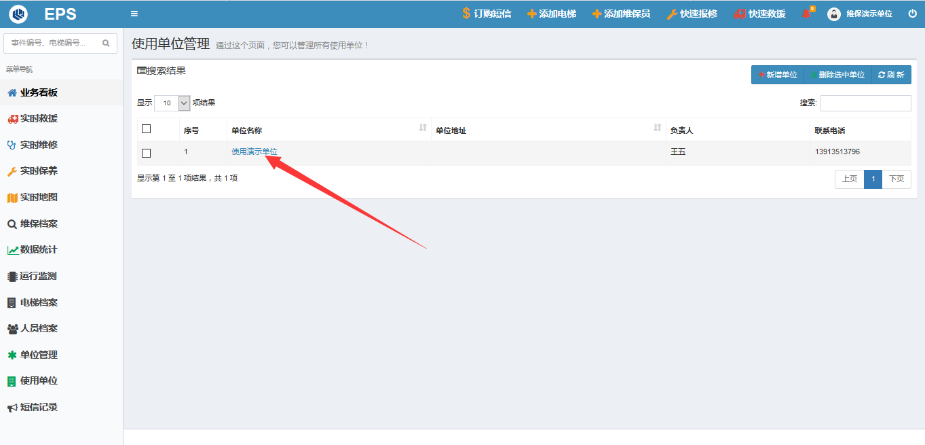 EPS
订购短信 添加电梯 添加维保员 快速报修 快速救援 8 维保演示单位
事件编号、电梯编号...
菜单导航
业务看板
实时救援
实时维修
实时保养
实时地图
维保档案
数据统计
运行监测
电梯档案
人员档案
单位管理
使用单位
短信记录
使用单位管理 通过这个页面，您可以管理所有使用单位！
搜索结果
新增单位 删除选中单位 刷新
显示 10 项结果
搜索:
序号 单位名称 单位地址 负责人 联系电话
1 使用演示单位 王五 13913513796
显示第 1 至 1 项结果，共 1 项
上页 1 下页